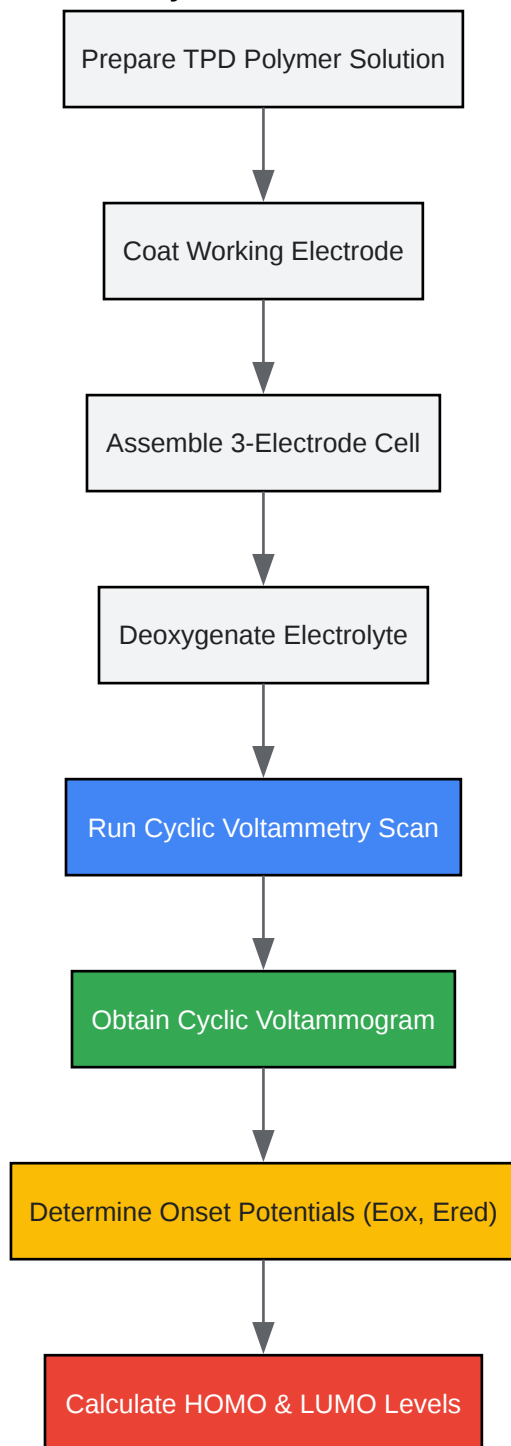 Prepare TPD Polymer Solution
Coat Working Electrode
Assemble 3-Electrode Cell
Deoxygenate Electrolyte
Run Cyclic Voltammetry Scan
Obtain Cyclic Voltammogram
Determine Onset Potentials (Eox, Ered)
Calculate HOMO & LUMO Levels